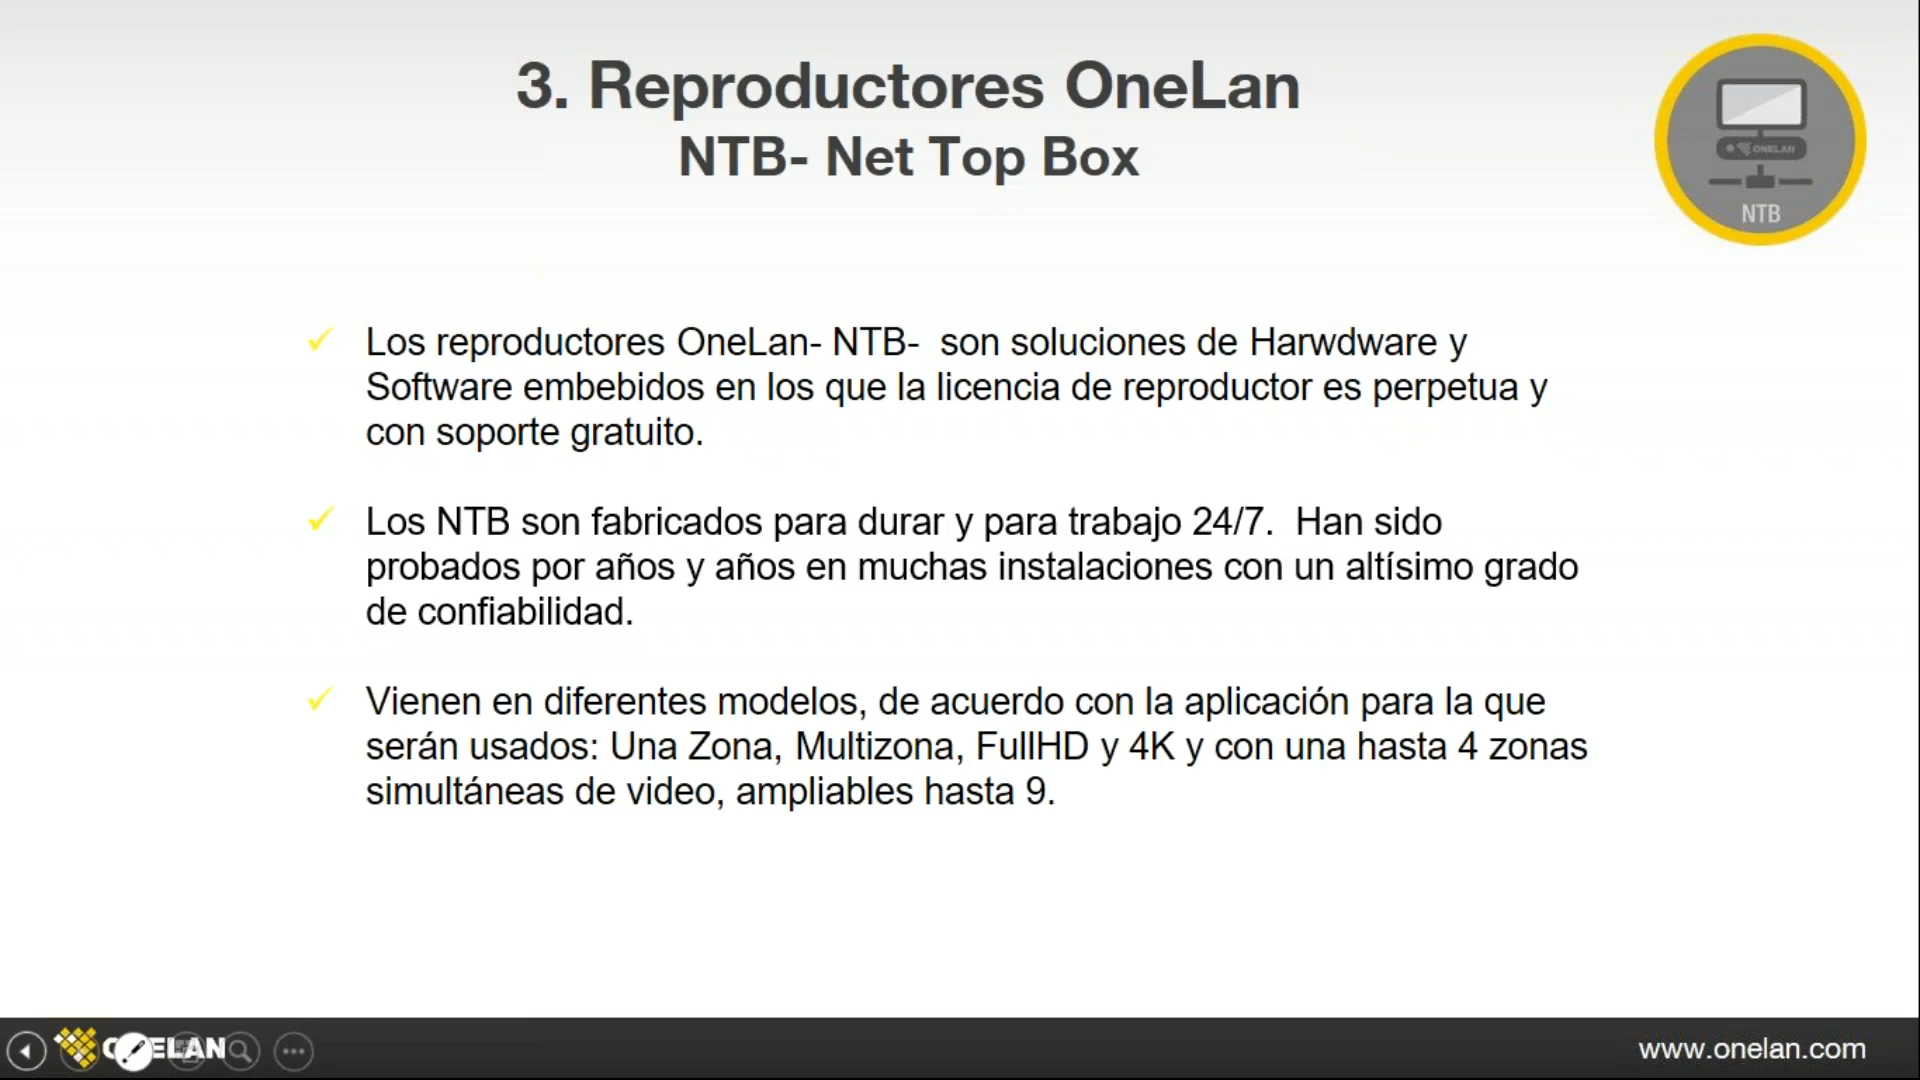 3. Reproductores OneLan
NTB- Net Top Box
ONELAN
NTB
Los reproductores OneLan- NTB-  son soluciones de Harwdware y
Software embebidos en los que la licencia de reproductor es perpetua y
con soporte gratuito.
Los NTB son fabricados para durar y para trabajo 24/7.  Han sido
probados por años y años en muchas instalaciones con un altísimo grado
de confiabilidad.
Vienen en diferentes modelos, de acuerdo con la aplicación para la que
serán usados: Una Zona, Multizona, FullHD y 4K y con una hasta 4 zonas
simultáneas de video, ampliables hasta 9.
ONELAN
www.onelan.com